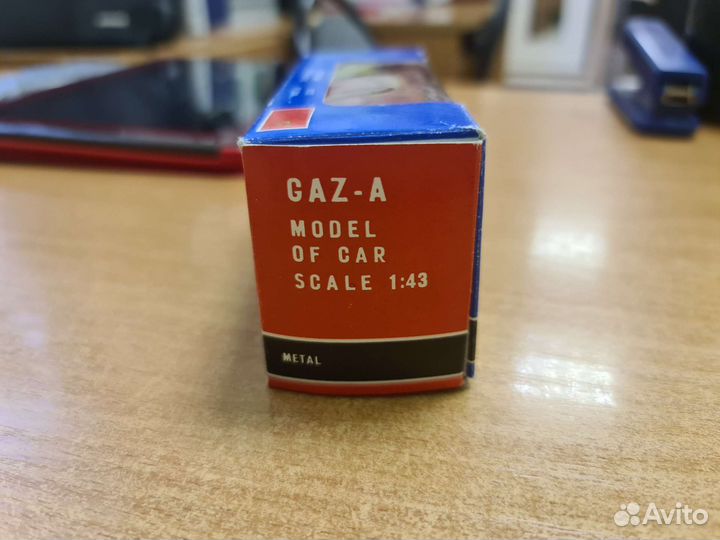 GAZ-A
MODEL
OF CAR
SCALE 1:43
METAL
Avito